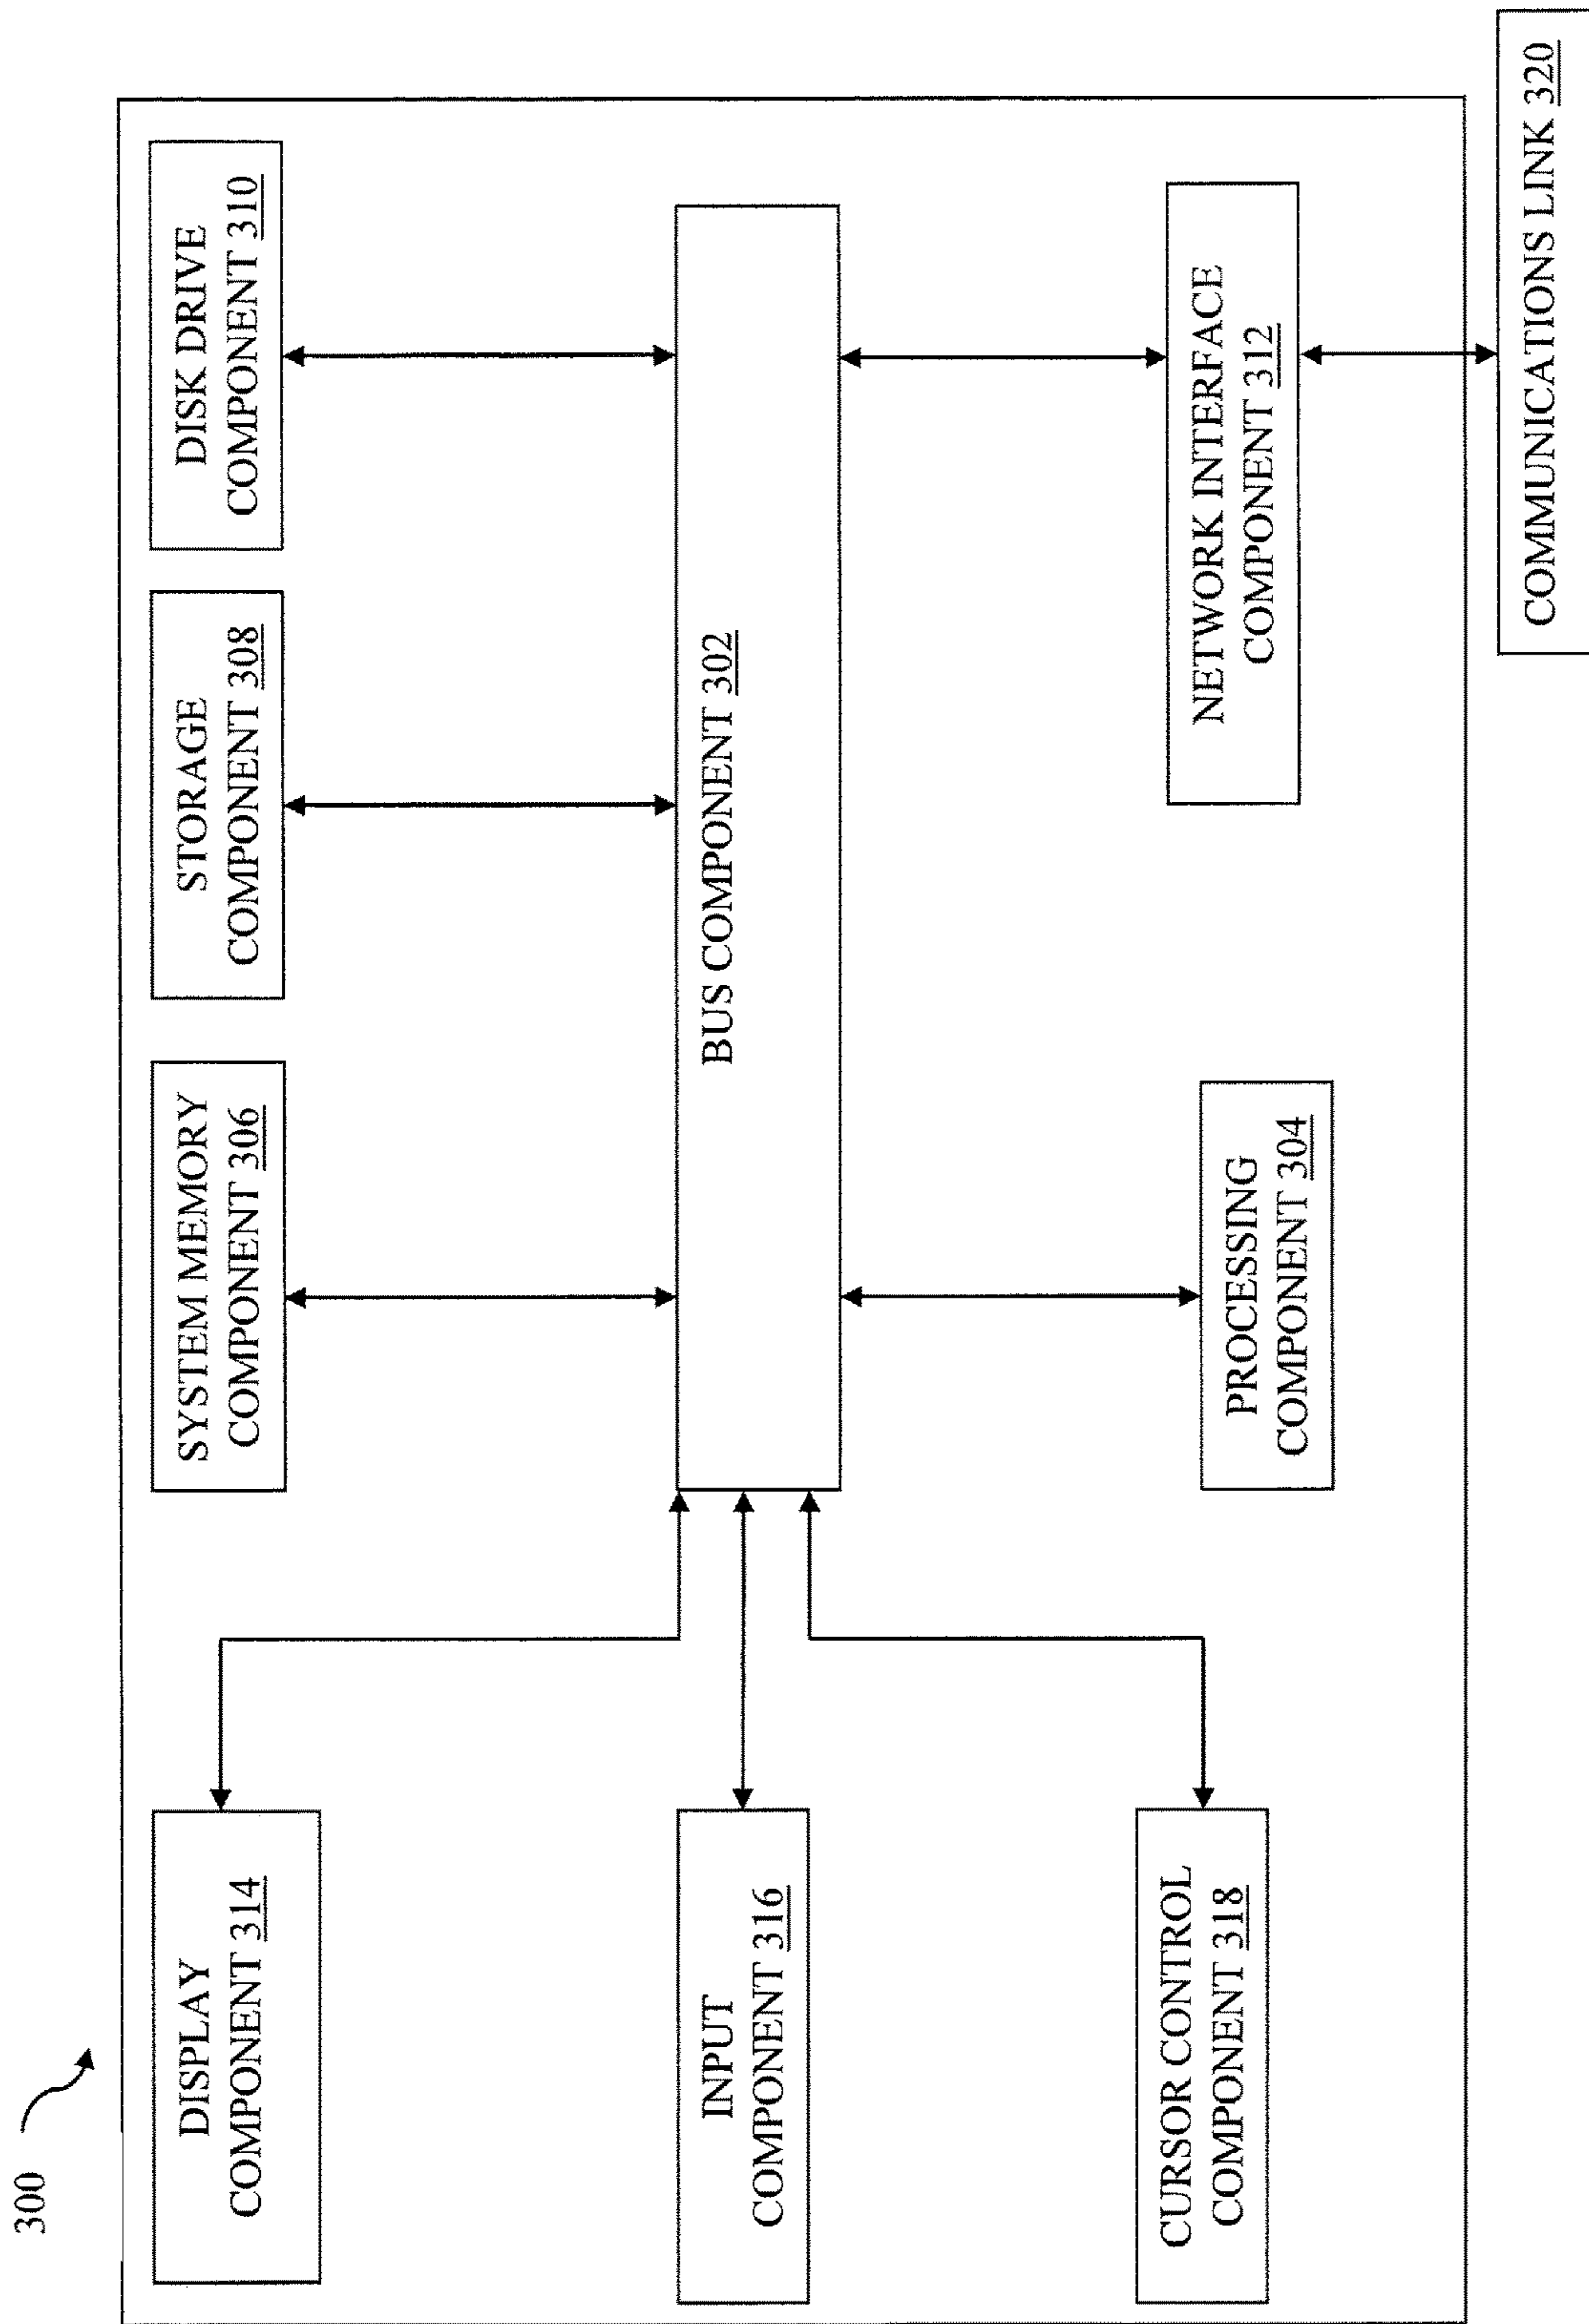 300
DISPLAY
COMPONENT 314
SYSTEM MEMORY
COMPONENT 306
STORAGE
COMPONENT 308
DISK DRIVE
COMPONENT 310
INPUT
COMPONENT 316
BUS COMPONENT 302
CURSOR CONTROL
COMPONENT 318
PROCESSING
COMPONENT 304
NETWORK INTERFACE
COMPONENT 312
COMMUNICATIONS LINK 320